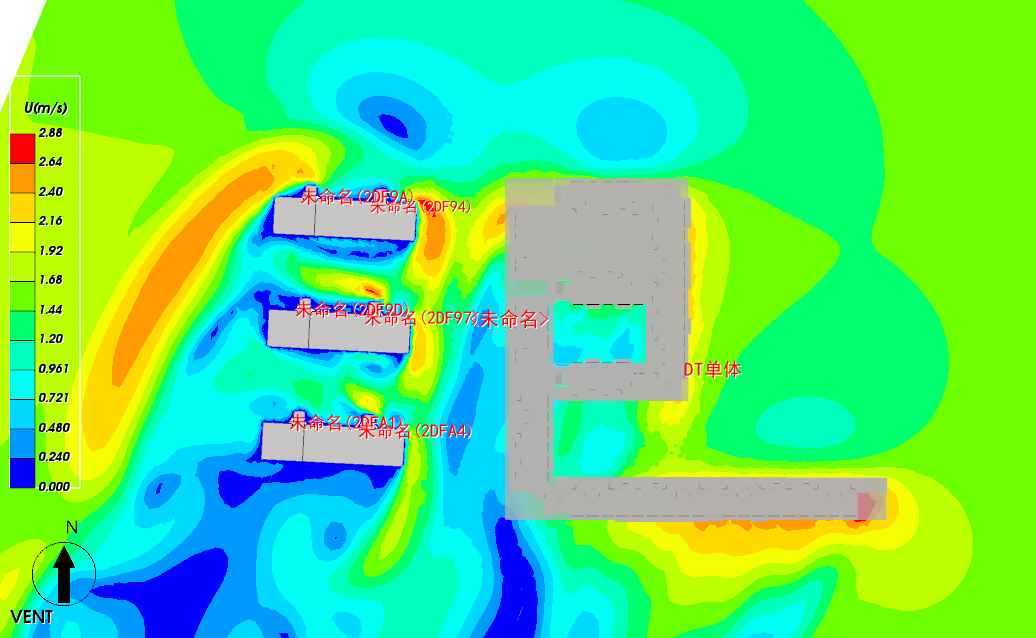 U(m/s)
2.88
2.64
2.40
2.16
1.92
1.68
1.44
1.20
0.961
0.721
0.480
0.240
0.000
未命名(2DF9A)
未命名(2DF94)
未命名(2DF9D)
未命名(2DF97
<未命名>
DT单体
未命名(2DFA1)
未命名(2DFA4)
N
VENT